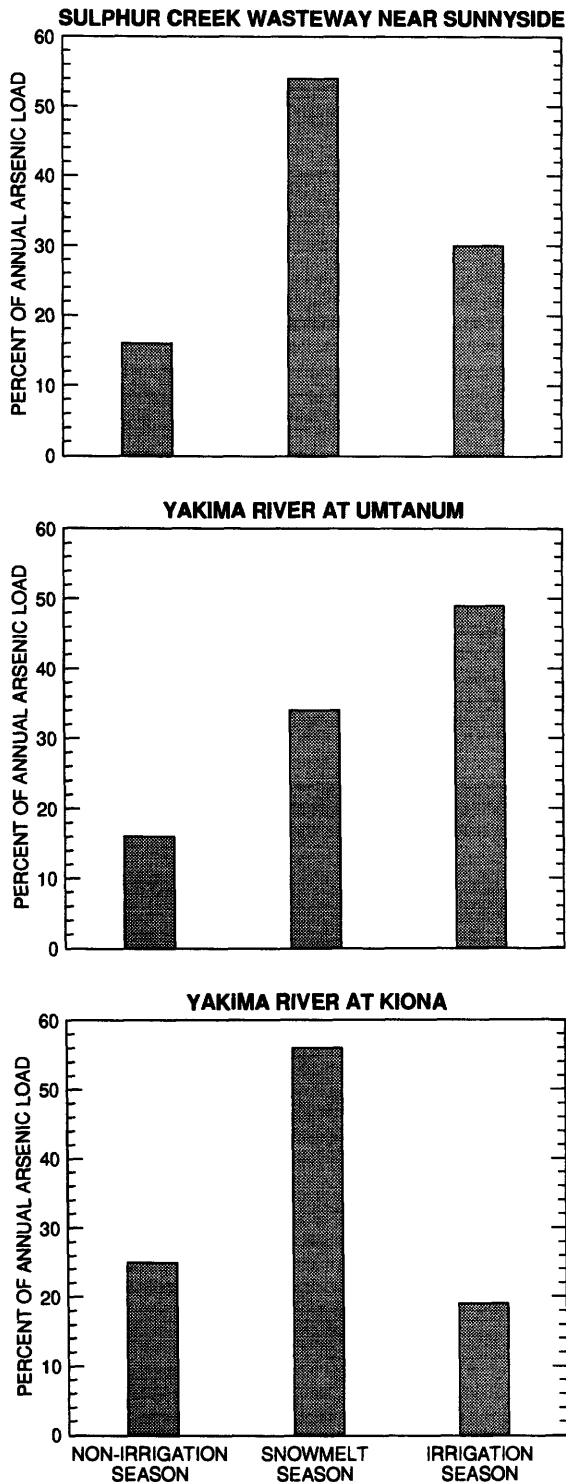 SULPHUR CREEK WASTEWAY NEAR SUNNYSIDE
PERCENT OF ANNUAL ARSENIC LOAD
60
50
40
30
20
10
0
YAKIMA RIVER AT UMTANUM
PERCENT OF ANNUAL ARSENIC LOAD
60
50
40
30
20
10
0
YAKIMA RIVER AT KIONA
PERCENT OF ANNUAL ARSENIC LOAD
60
50
40
30
20
10
0
NON-IRRIGATION SEASON
SNOWMELT SEASON
IRRIGATION SEASON